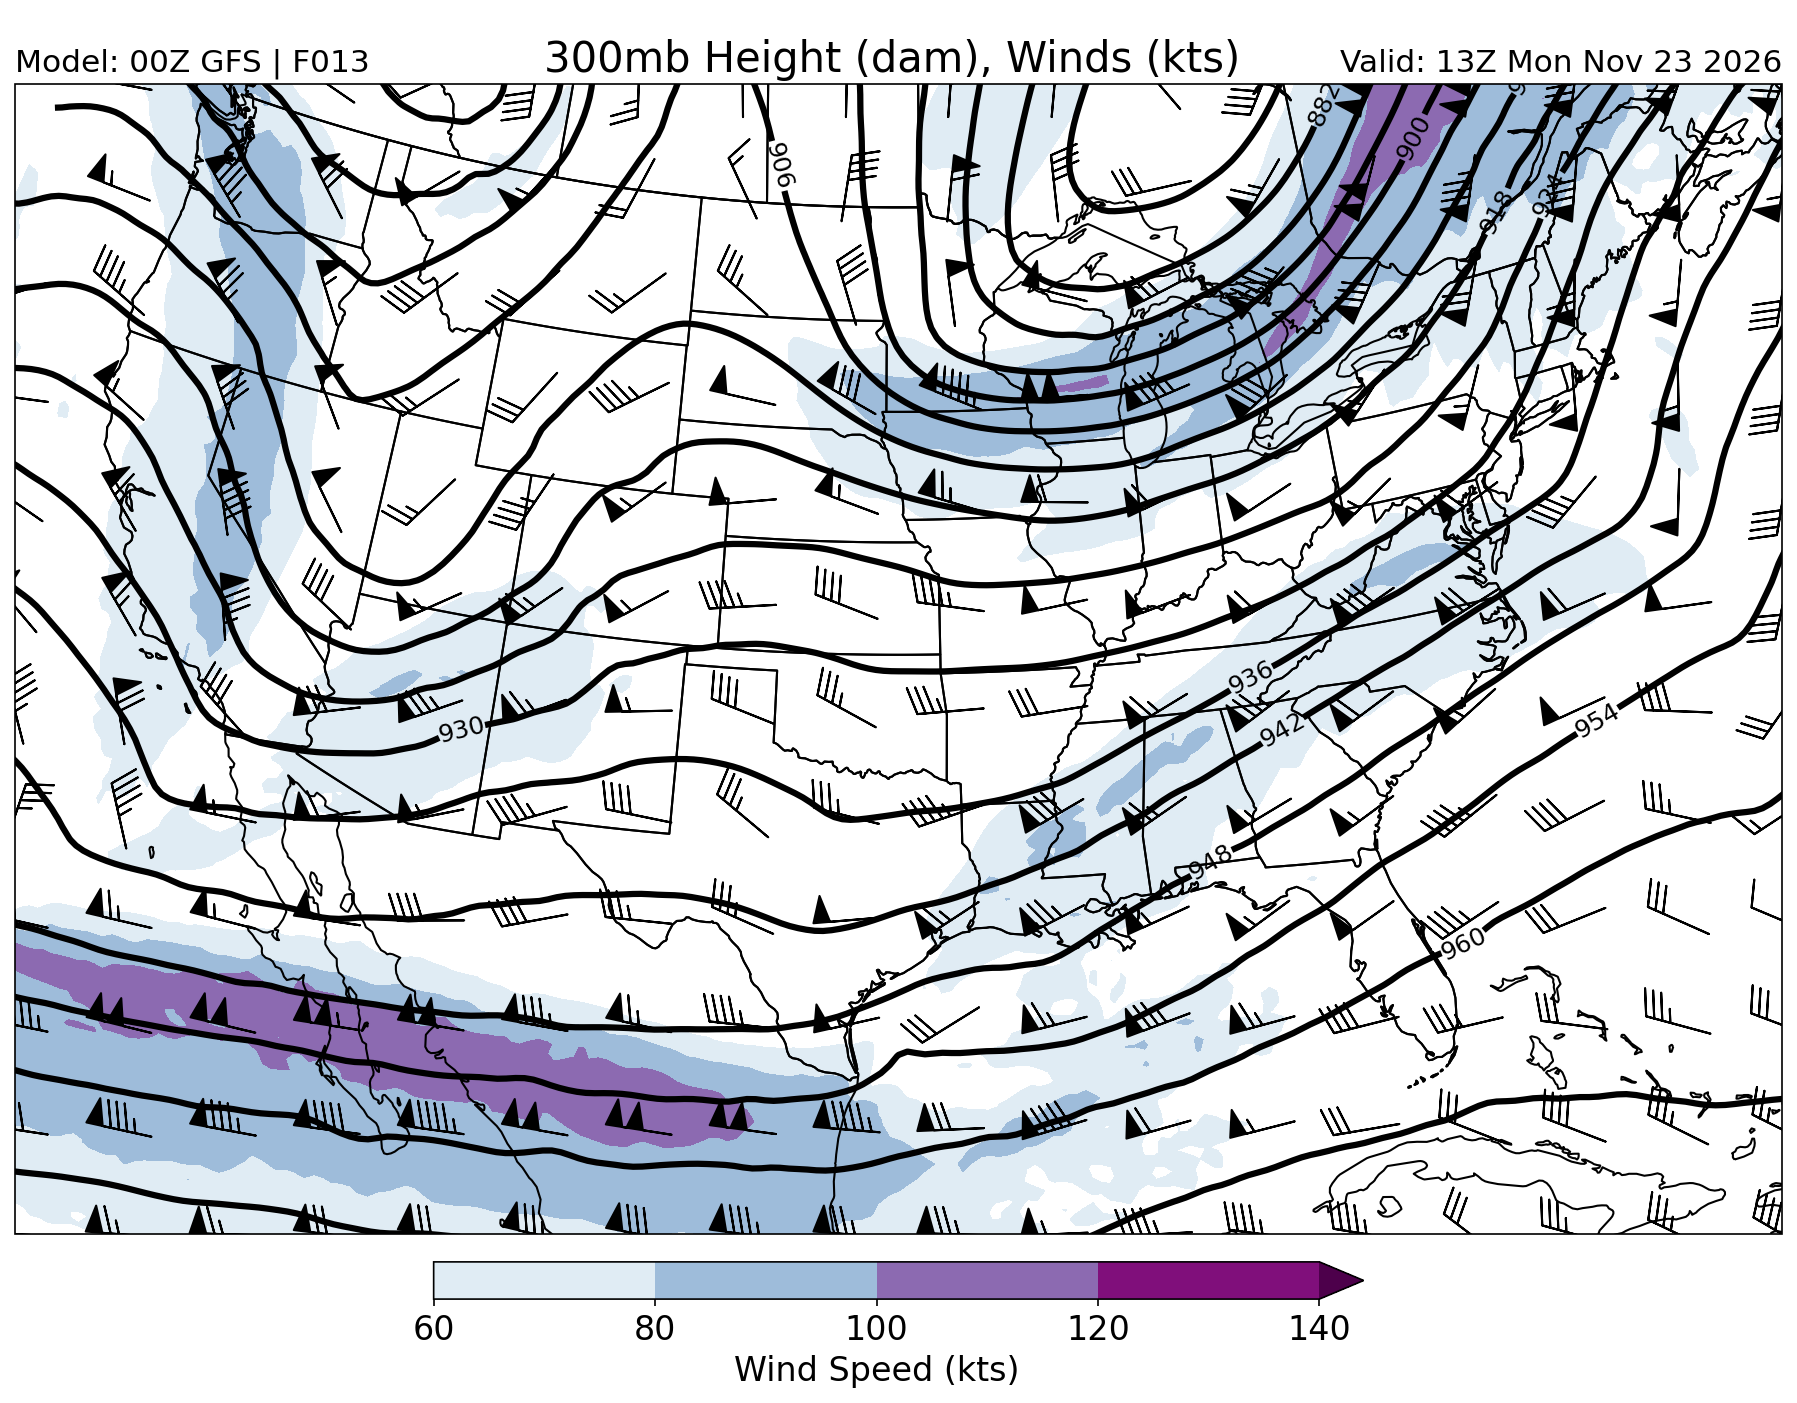 Model: 00Z GFS | F013
300mb Height (dam), Winds (kts)
Valid: 13Z Mon Nov 23 2026
882
900
906
918
924
936
930
942
954
948
960
60 80 100 120 140
Wind Speed (kts)